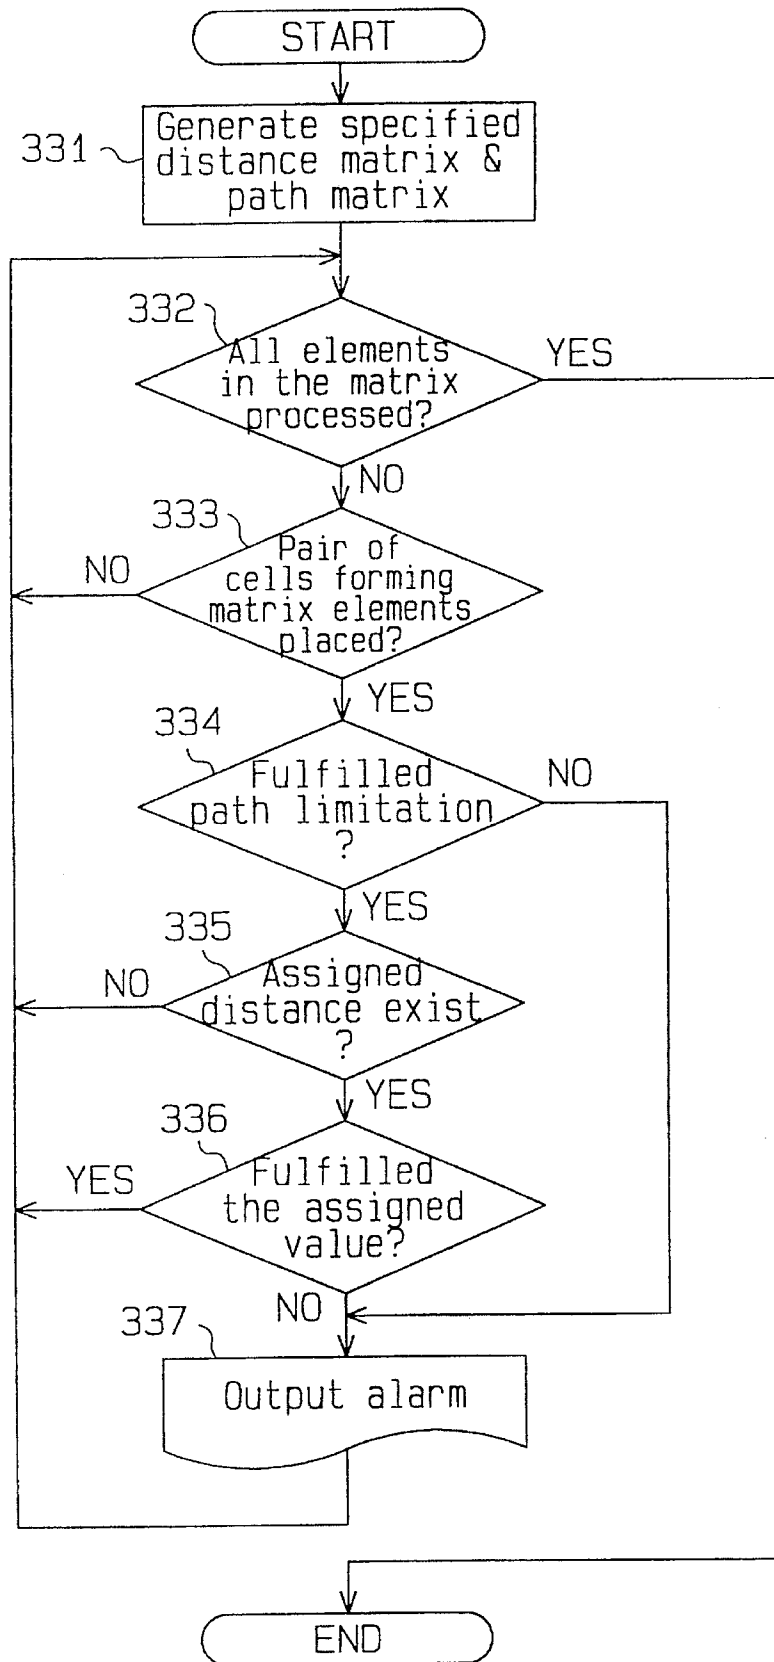 START
331
Generate specified
distance matrix &
path matrix
332
All elements
in the matrix
processed?
YES
NO
333
Pair of
cells forming
matrix elements
placed?
NO
YES
334
Fulfilled
path limitation
?
NO
YES
335
Assigned
distance exist
?
NO
YES
336
Fulfilled
the assigned
value?
YES
NO
337
Output alarm
END